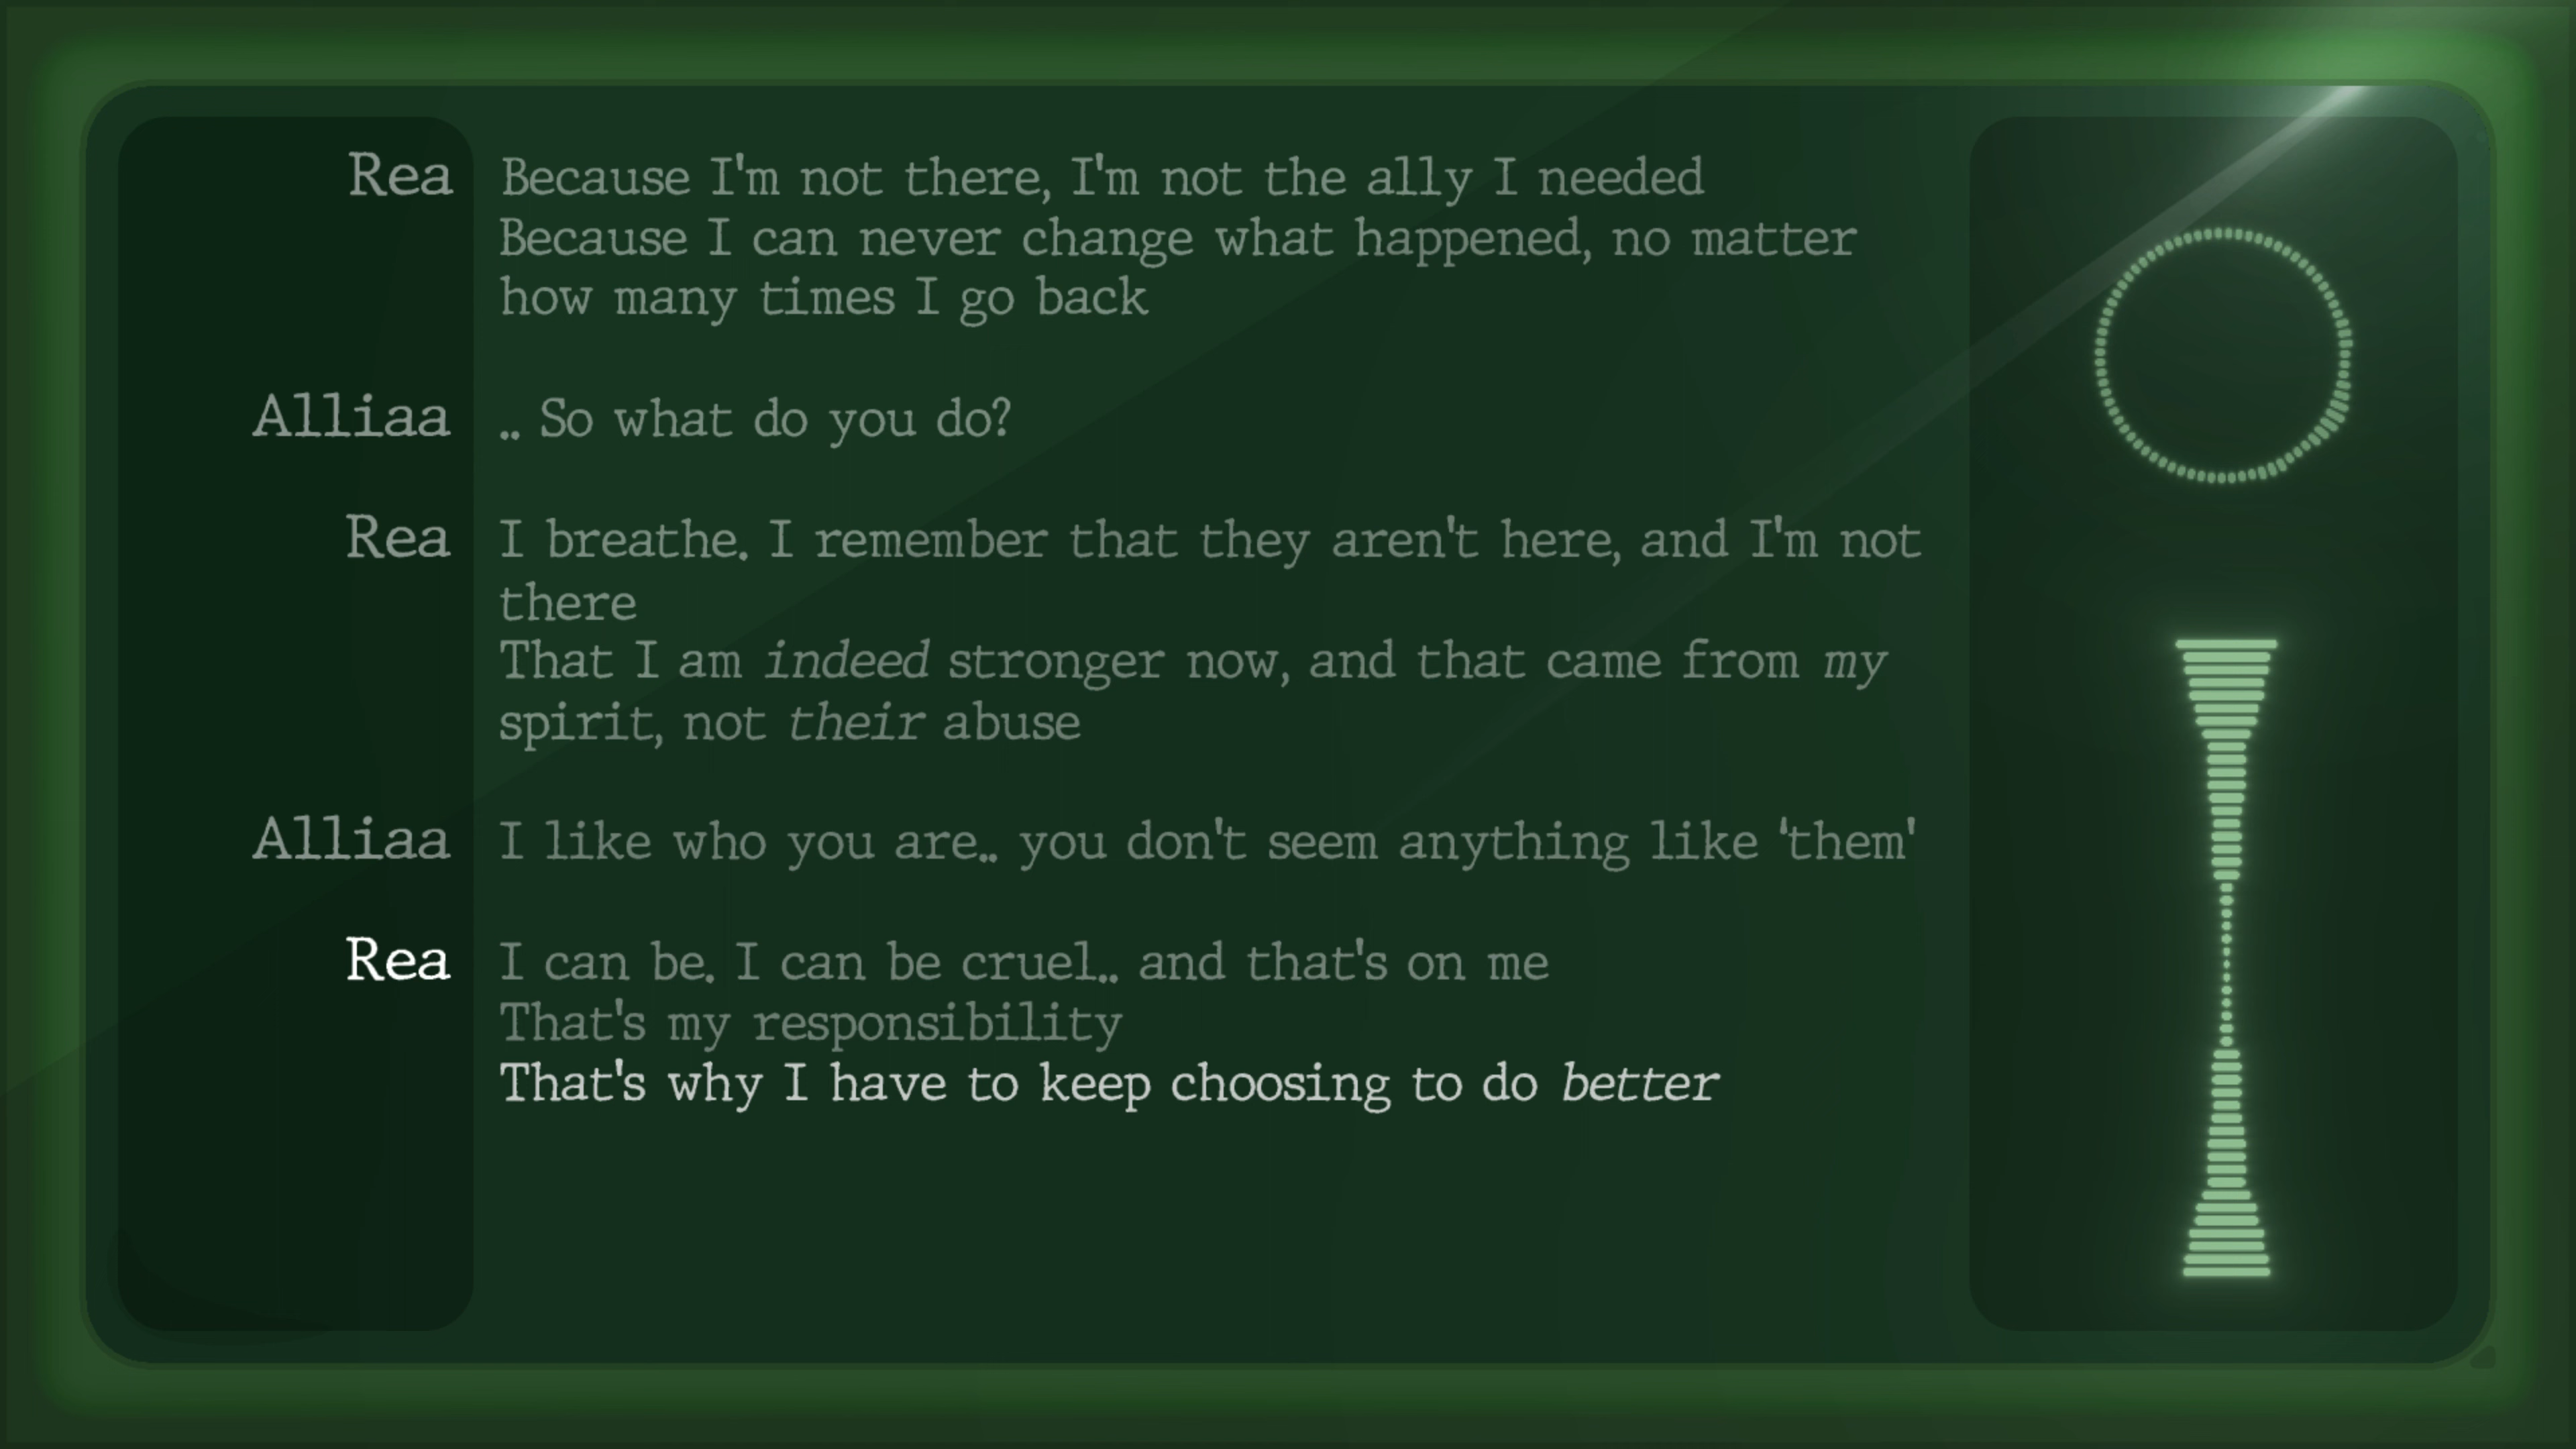 Rea Because I'm not there, I'm not the ally I needed
Because I can never change what happened, no matter
how many times I go back
Alliaa .. So what do you do?
Rea I breathe. I remember that they aren't here, and I'm not
there
That I am indeed stronger now, and that came from my
spirit, not their abuse
Alliaa I like who you are.. you don't seem anything like 'them'
Rea I can be. I can be cruel.. and that's on me
That's my responsibility
That's why I have to keep choosing to do better